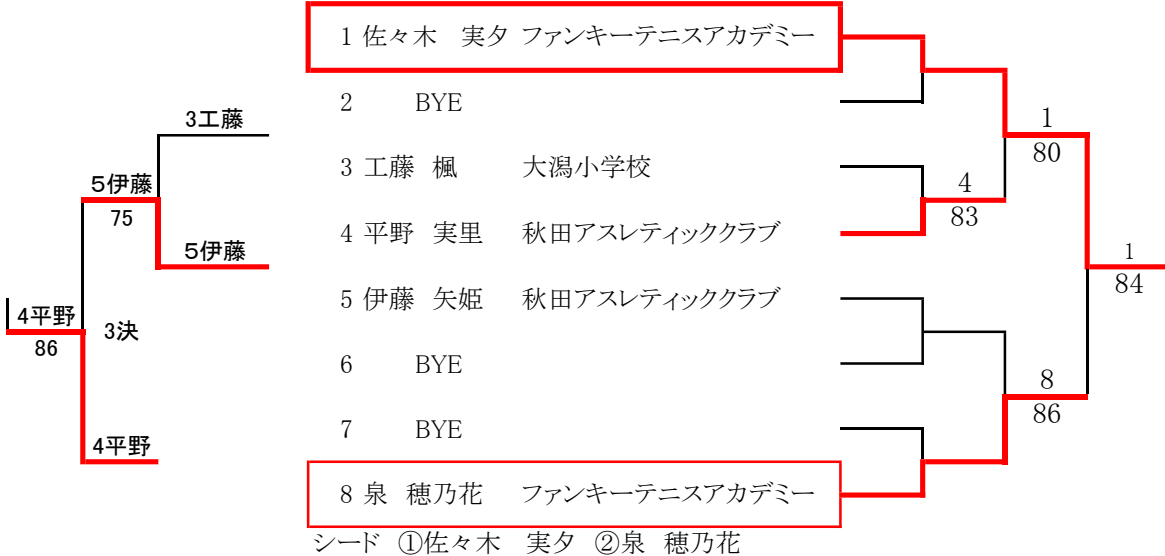 1 佐々木 実夕 ファンキーテニスアカデミー
2 BYE
3工藤
1
80
3 工藤 楓 大潟小学校
5伊藤
75
4
83
4 平野 実里 秋田アスレティッククラブ
5伊藤
1
84
5 伊藤 矢姫 秋田アスレティッククラブ
4平野
86
3決
6 BYE
8
86
7 BYE
4平野
8 泉 穂乃花 ファンキーテニスアカデミー
シード ①佐々木 実夕 ②泉 穂乃花